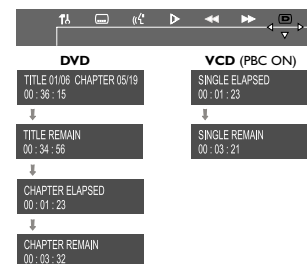 DVD
TITLE 01/06 CHAPTER 05/19
00 : 36 : 15
TITLE REMAIN
00 : 34 : 56
CHAPTER ELAPSED
00 : 01 : 23
CHAPTER REMAIN
00 : 03 : 32
VCD (PBC ON)
SINGLE ELAPSED
00 : 01 : 23
SINGLE REMAIN
00 : 03 : 21